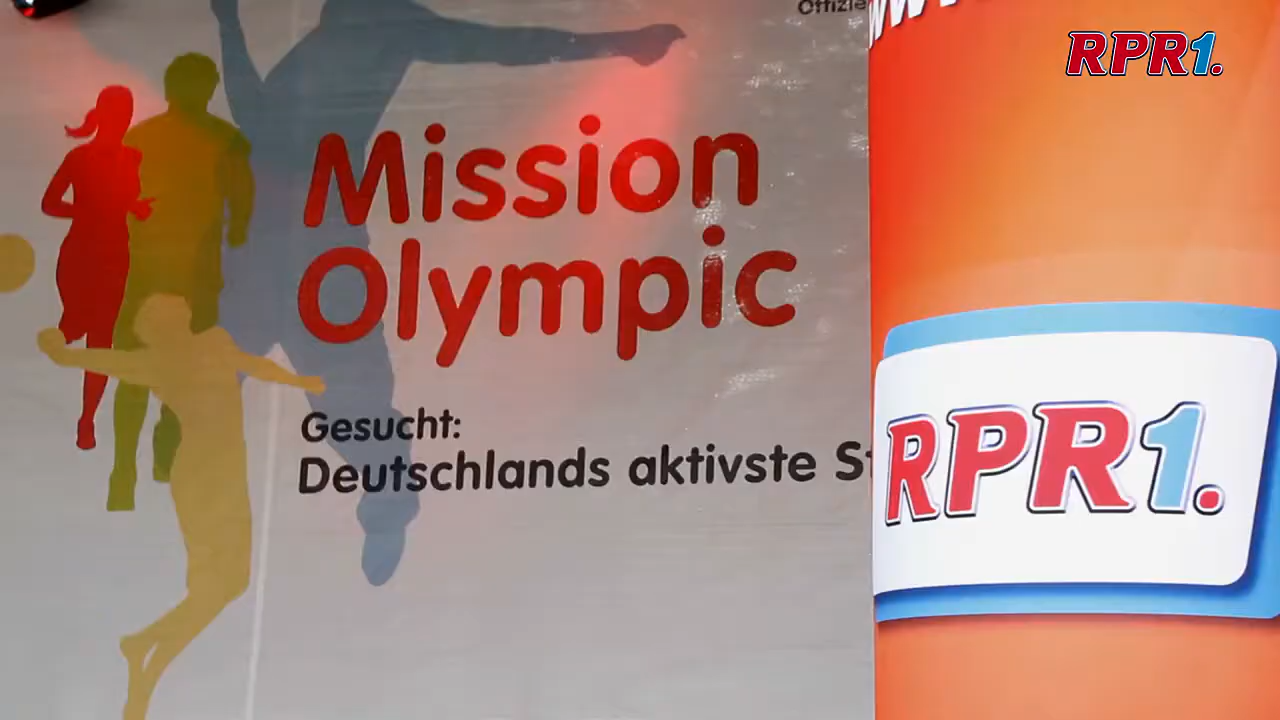 RPR1.
Mission
Olympic
Gesucht:
Deutschlands aktivste
RPR1.